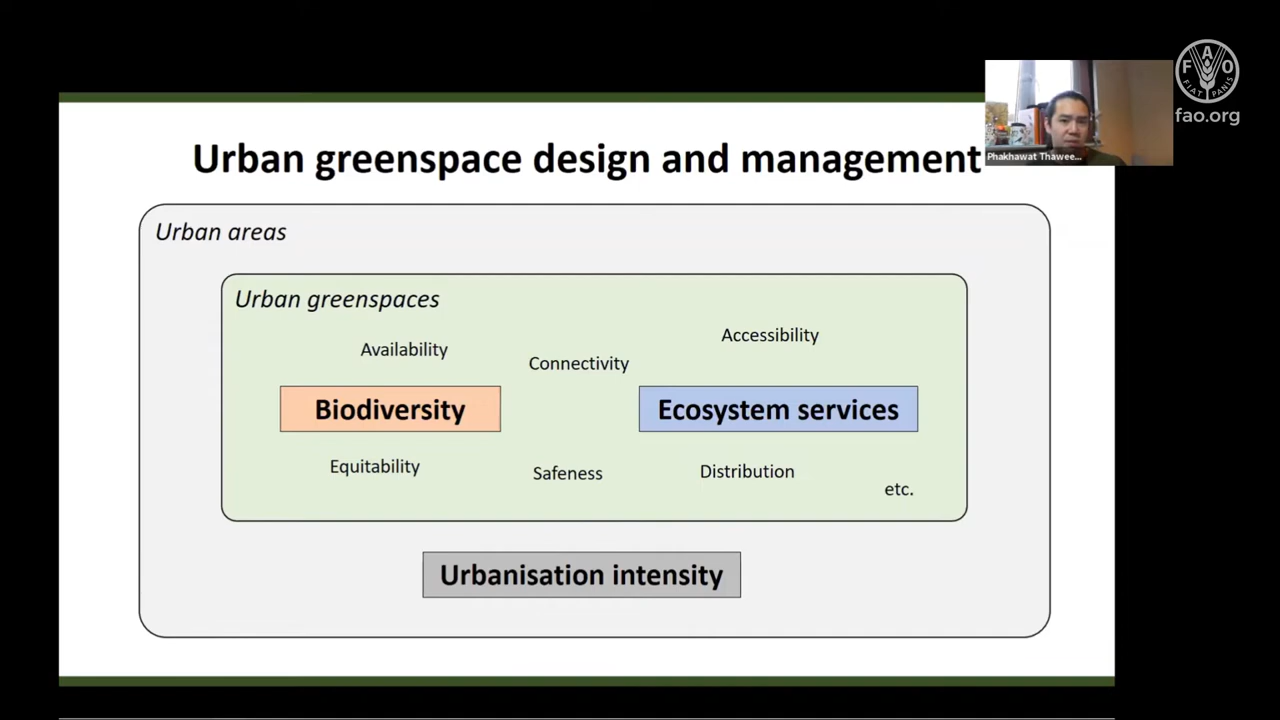 FAO
FIAT PANIS
fao.org
Phakhawat Thawee...
Urban greenspace design and management
Urban areas
Urban greenspaces
Availability
Connectivity
Accessibility
Biodiversity
Ecosystem services
Equitability
Safeness
Distribution
etc.
Urbanisation intensity